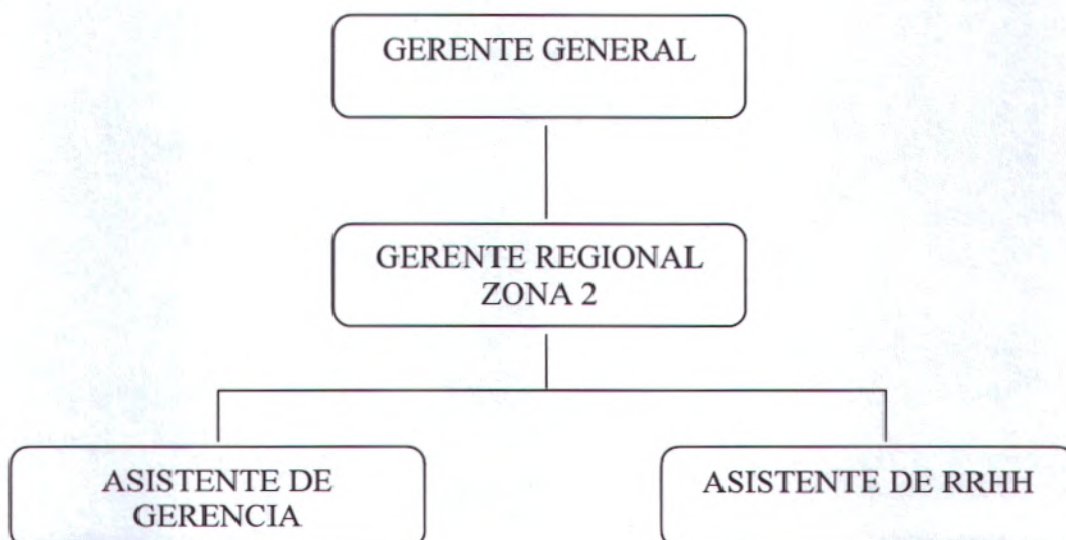 GERENTE GENERAL
GERENTE REGIONAL
ZONA 2
ASISTENTE DE
GERENCIA
ASISTENTE DE RRHH